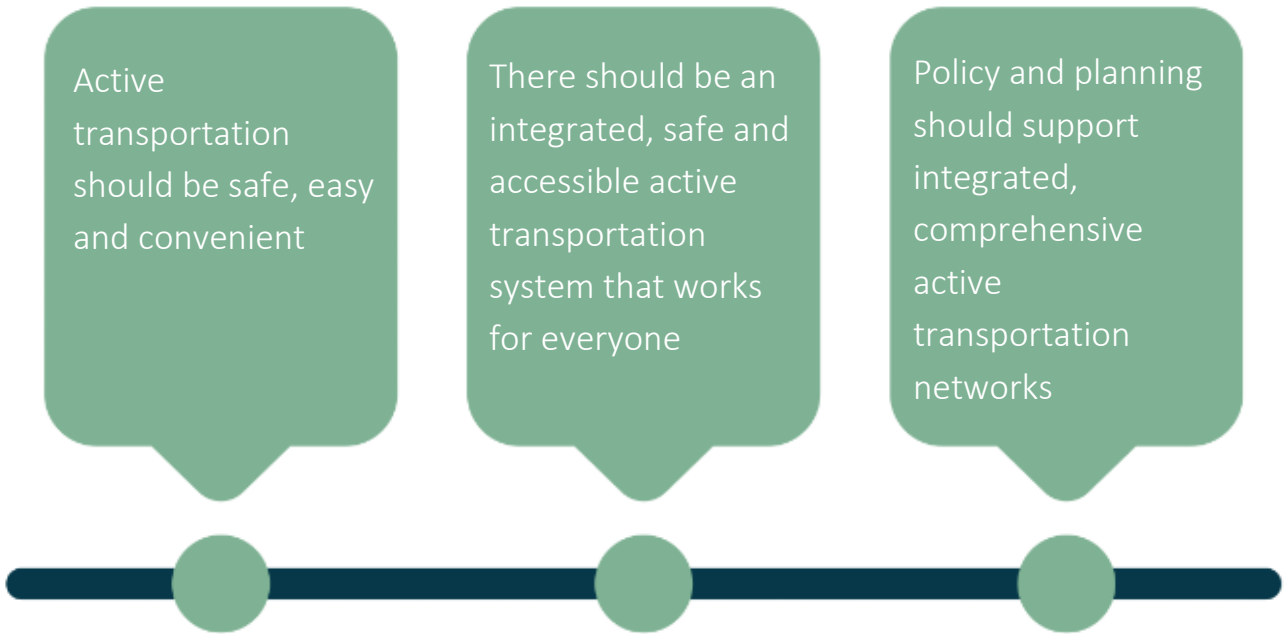 Active
transportation
should be safe, easy
and convenient
There should be an
integrated, safe and
accessible active
transportation
system that works
for everyone
Policy and planning
should support
integrated,
comprehensive
active
transportation
networks